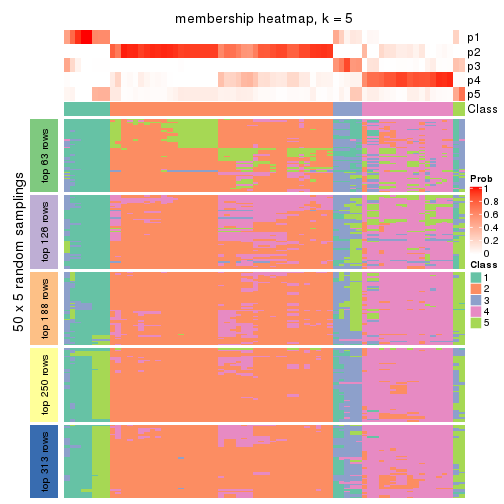 membership heatmap, k = 5
p1
p2
p3
p4
p5
Class
50 x 5 random samplings
top 63 rows
top 126 rows
top 188 rows
top 250 rows
top 313 rows
Prob
1
0.8
0.6
0.4
0.2
0
Class
1
2
3
4
5